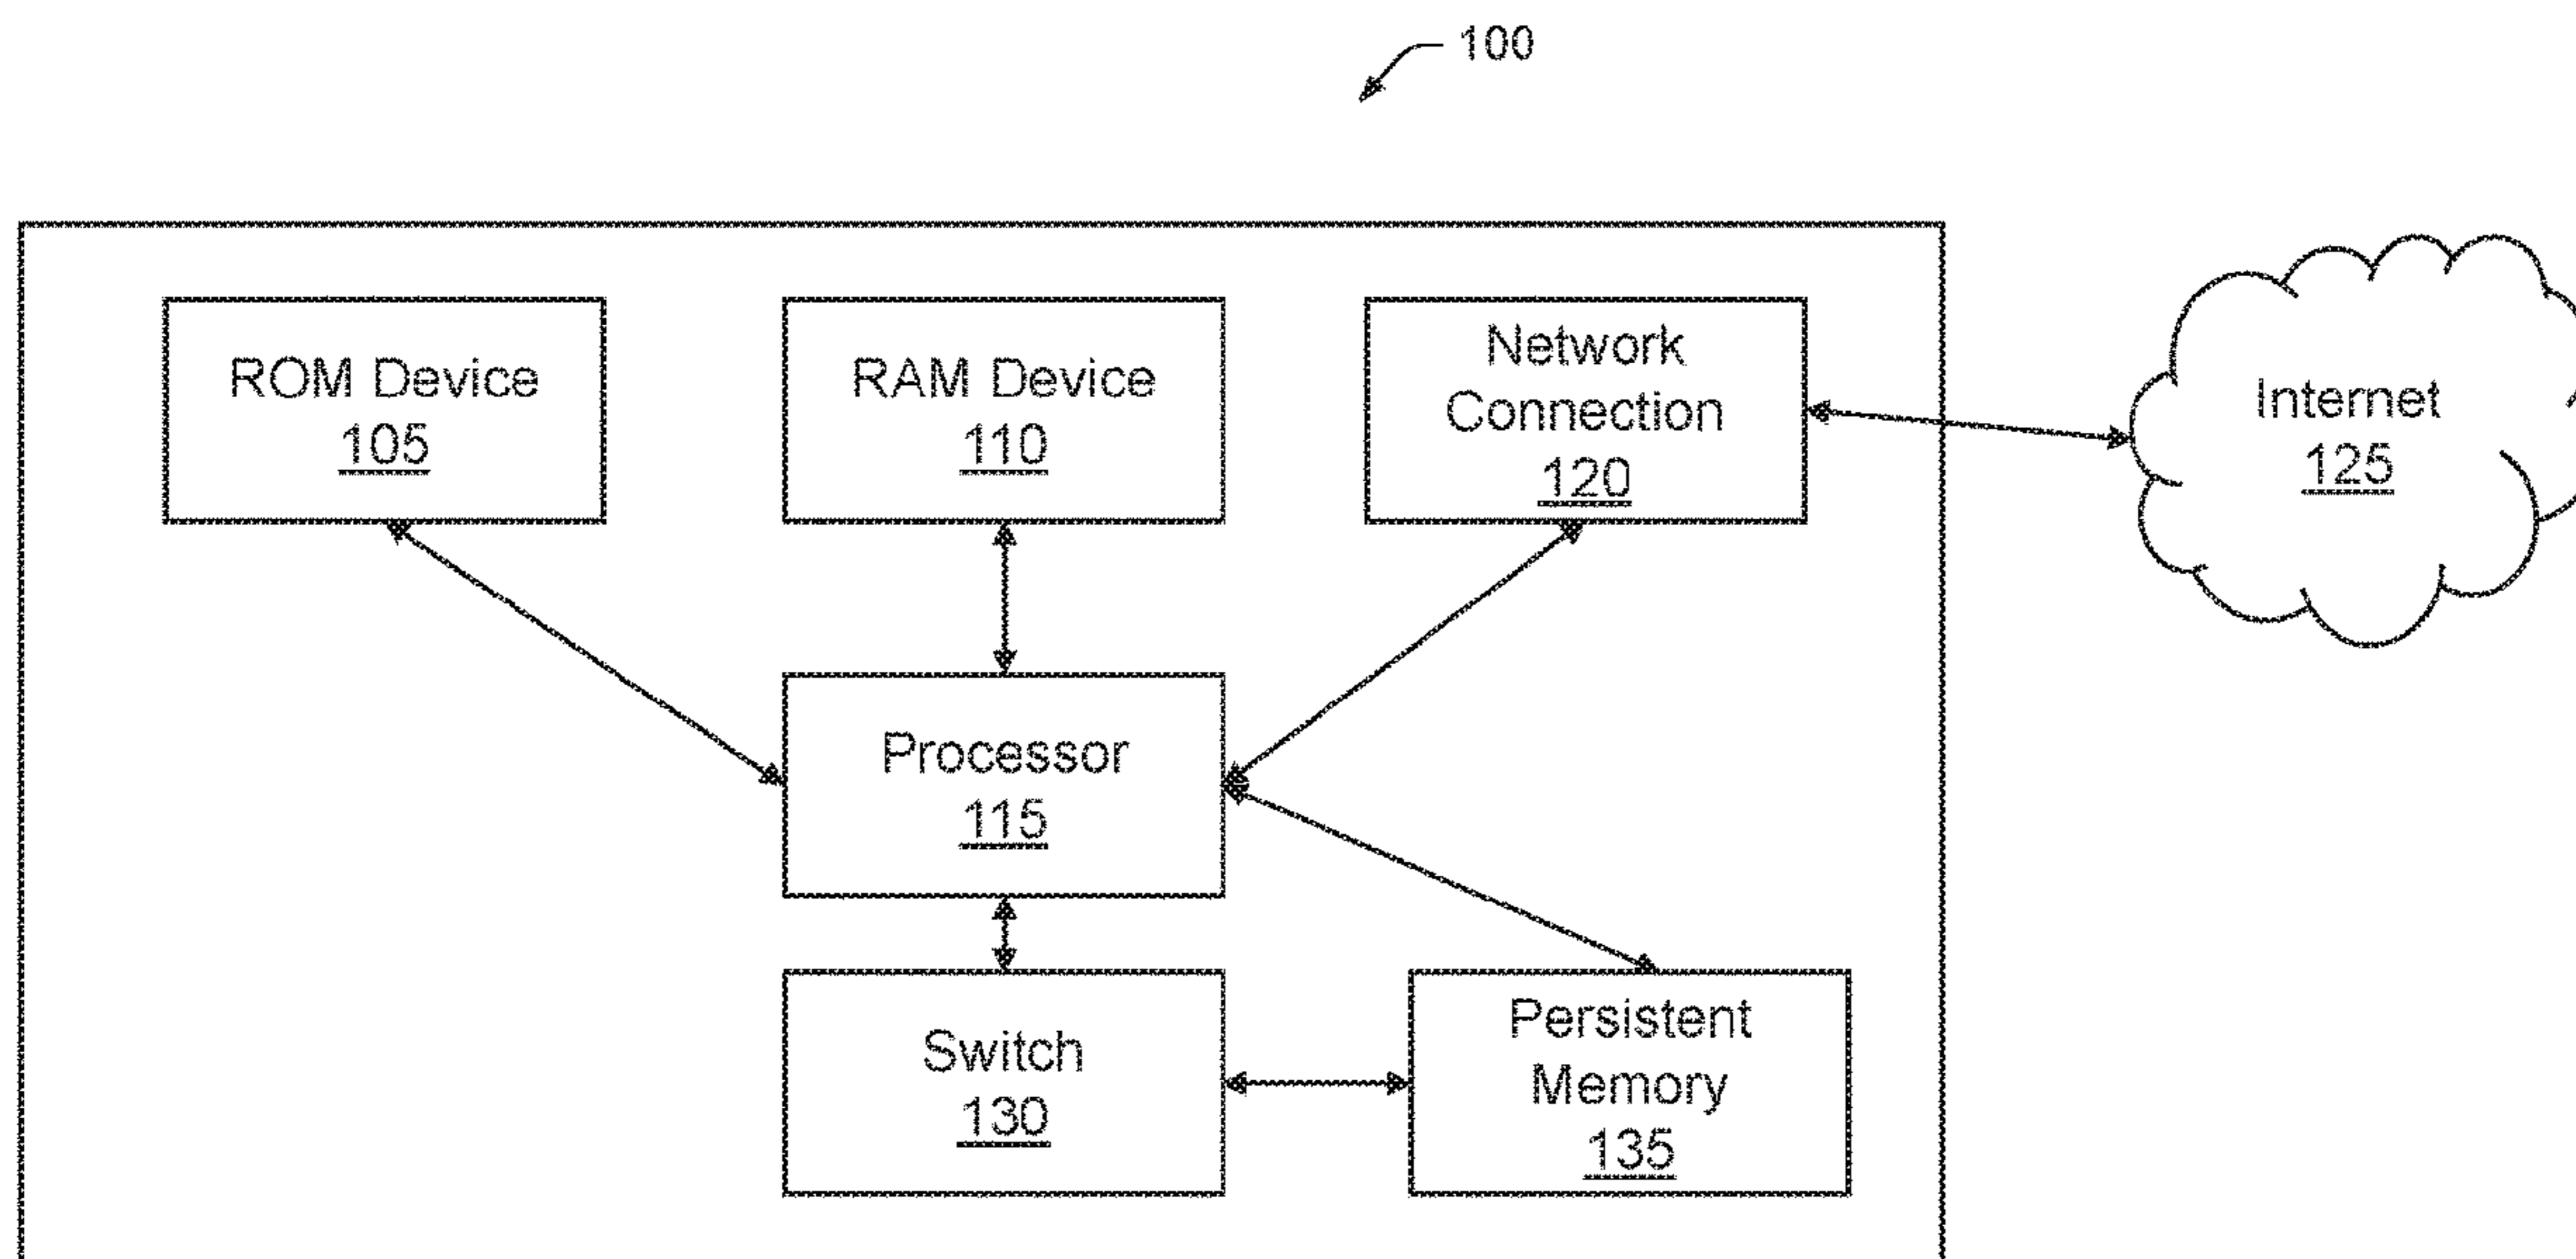 100
ROM Device
105
RAM Device
110
Network
Connection
120
Internet
125
Processor
115
Switch
130
Persistent
Memory
135